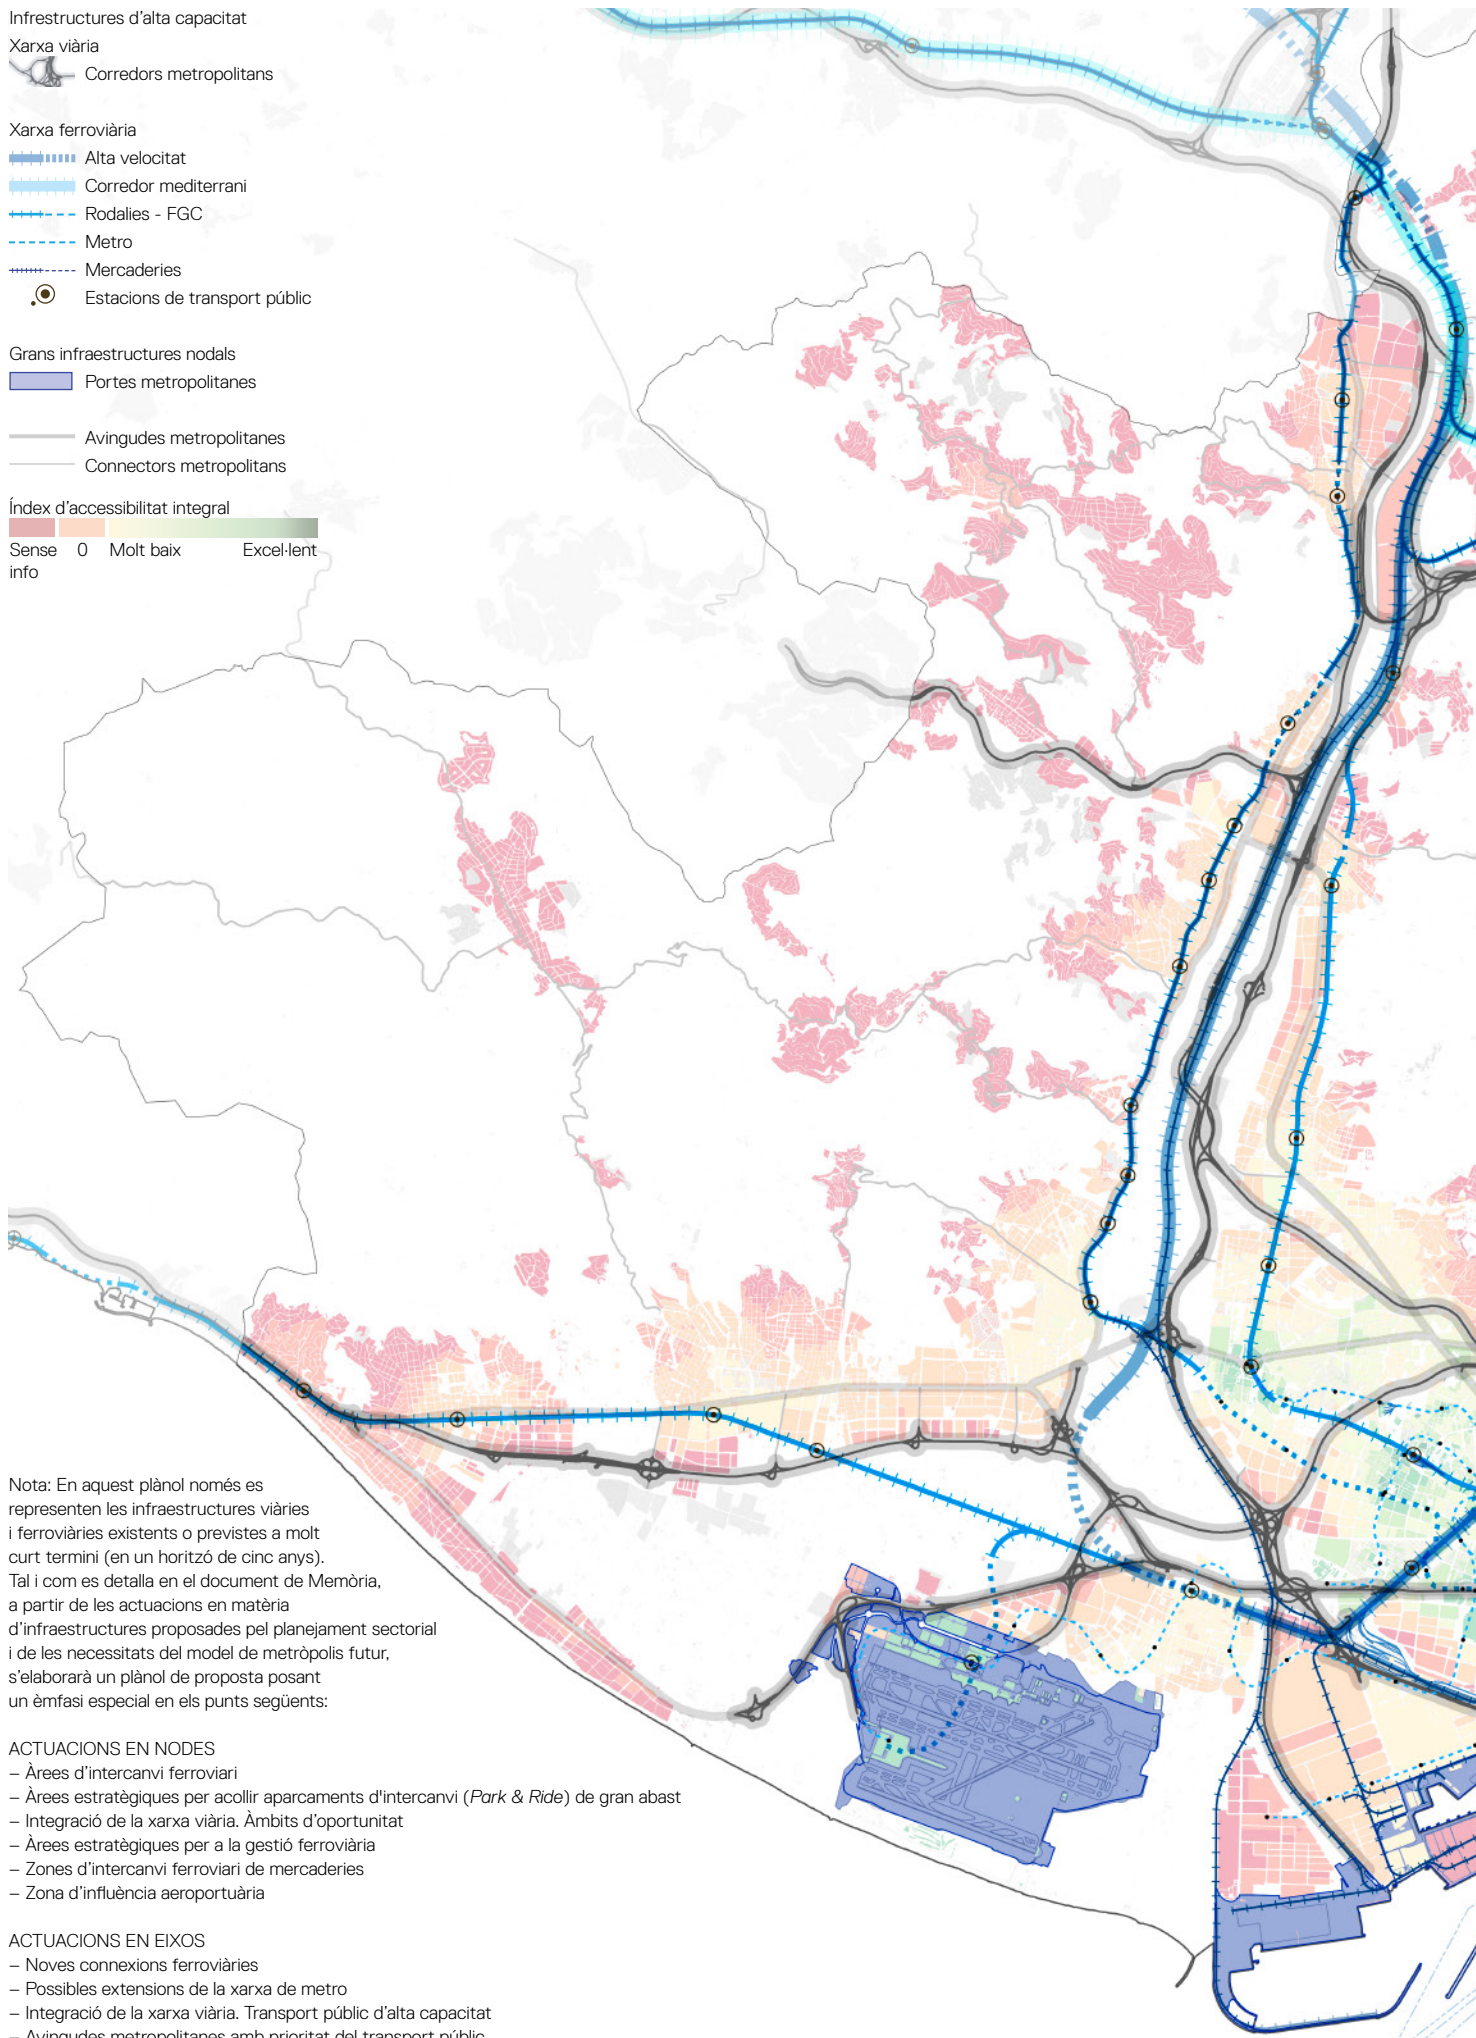 Infrestructures d'alta capacitat
Xarxa viària
Corredors metropolitans
Xarxa ferroviària
Alta velocitat
Corredor mediterrani
Rodalies - FGC
Metro
Mercaderies
Estacions de transport públic
Grans infraestructures nodals
Portes metropolitanes
Avingudes metropolitanes
Connectors metropolitans
Índex d'accessibilitat integral
Sense info
0
Molt baix
Excel·lent
Nota: En aquest plànol només es
representen les infraestructures viàries
i ferroviàries existents o previstes a molt
curt termini (en un horitzó de cinc anys).
Tal i com es detalla en el document de Memòria,
a partir de les actuacions en matèria
d'infraestructures proposades pel planejament sectorial
i de les necessitats del model de metròpolis futur,
s'elaborarà un plànol de proposta posant
un èmfasi especial en els punts següents:
ACTUACIONS EN NODES
– Àrees d'intercanvi ferroviari
– Àrees estratègiques per acollir aparcaments d'intercanvi (Park & Ride) de gran abast
– Integració de la xarxa viària. Àmbits d'oportunitat
– Àrees estratègiques per a la gestió ferroviària
– Zones d'intercanvi ferroviari de mercaderies
– Zona d'influència aeroportuària
ACTUACIONS EN EIXOS
– Noves connexions ferroviàries
– Possibles extensions de la xarxa de metro
– Integració de la xarxa viària. Transport públic d'alta capacitat
– Avingudes metropolitanes amb prioritat del transport públic